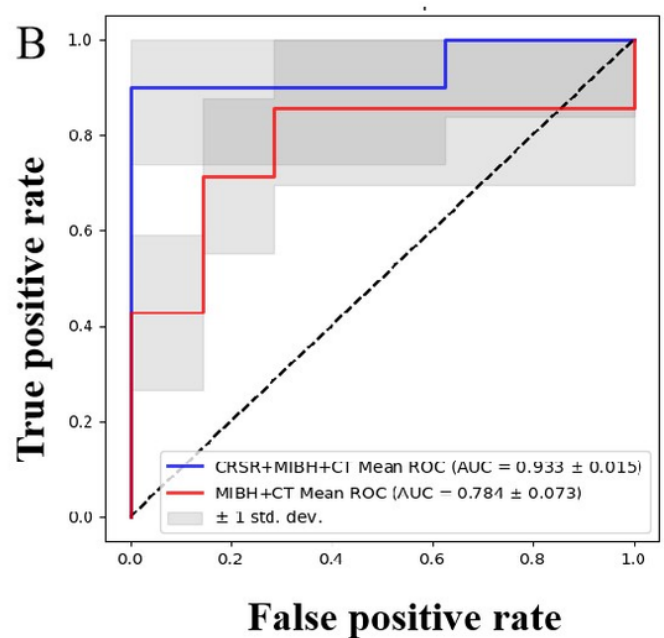 B
1.0
0.8
0.6
0.4
0.2
0.0
True positive rate
CRSR+MIBH+CT Mean ROC (AUC = 0.933 ± 0.015)
MIBH+CT Mean ROC (AUC = 0.784 ± 0.073)
± 1 std. dev.
0.0 0.2 0.4 0.6 0.8 1.0
False positive rate